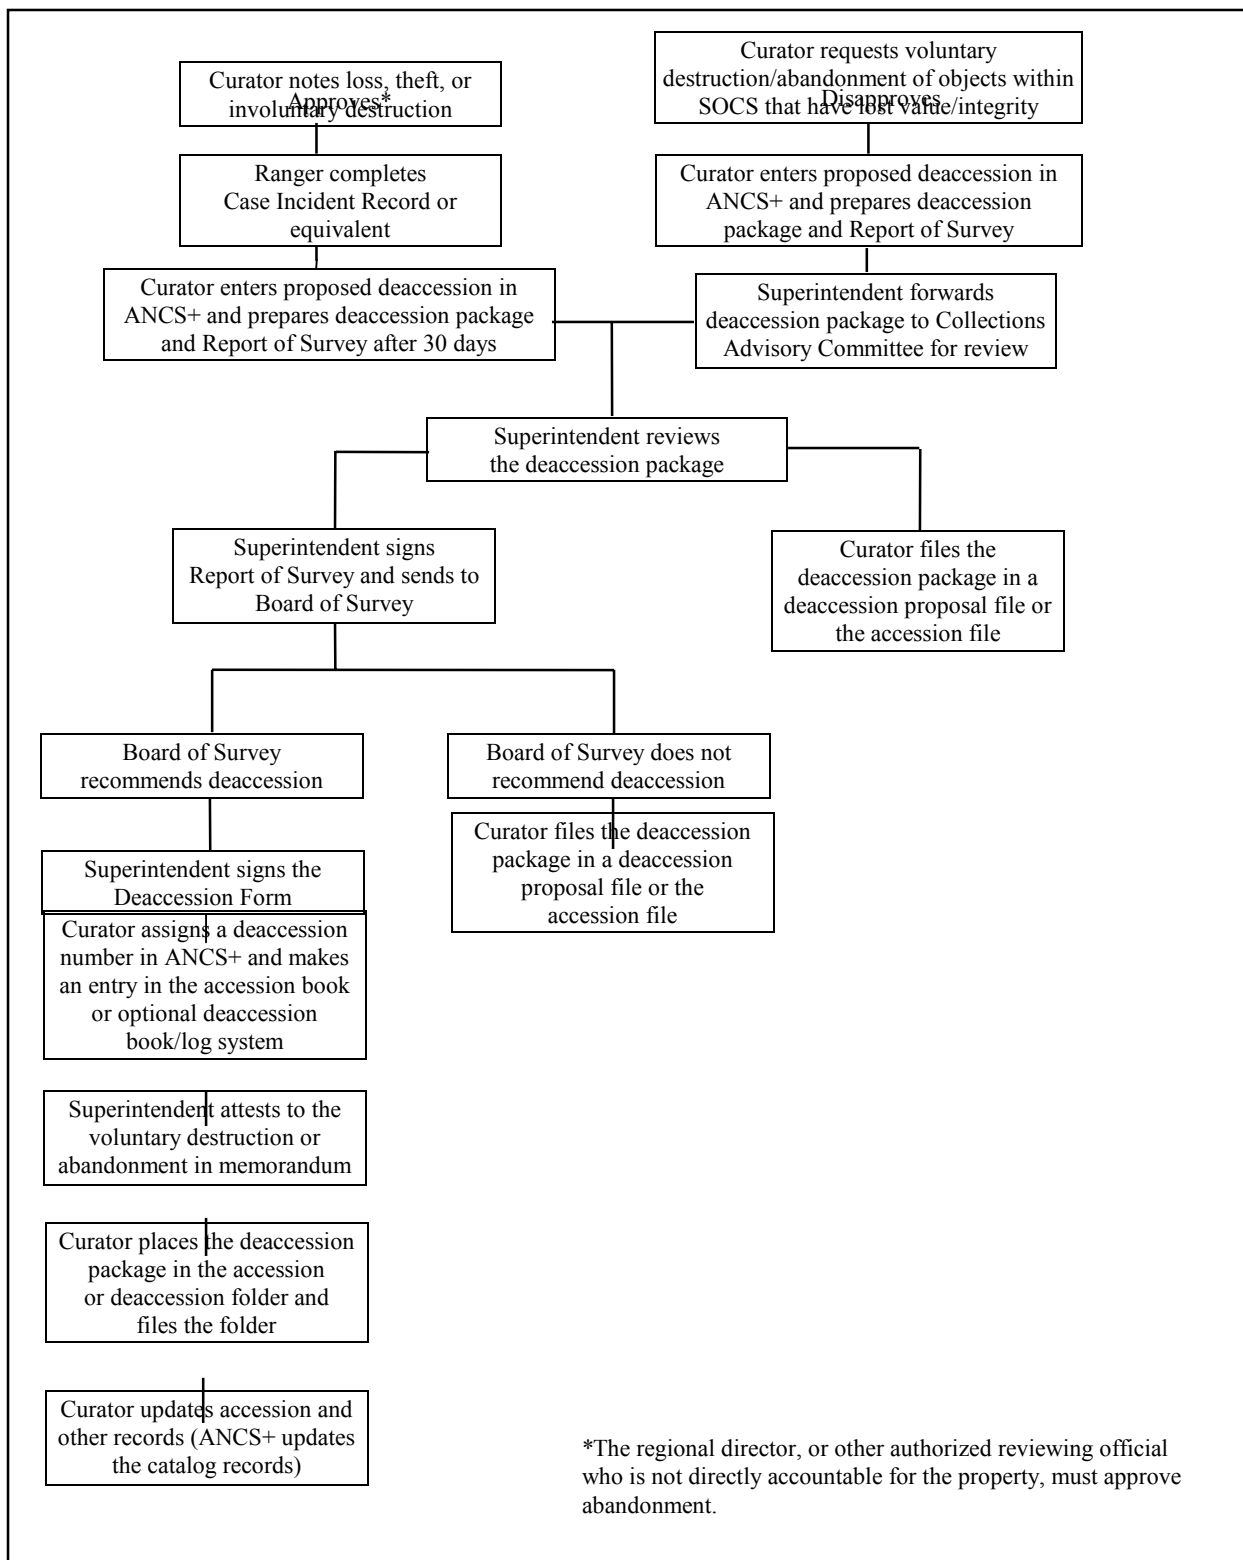 Curator notes loss, theft, or
involuntary destruction
Approves*
Curator requests voluntary
destruction/abandonment of objects within
SOCS that have lost value/integrity
Disapproves
Ranger completes
Case Incident Record or
equivalent
Curator enters proposed deaccession in
ANCS+ and prepares deaccession
package and Report of Survey
Curator enters proposed deaccession in
ANCS+ and prepares deaccession package
and Report of Survey after 30 days
Superintendent forwards
deaccession package to Collections
Advisory Committee for review
Superintendent reviews
the deaccession package
Superintendent signs
Report of Survey and sends to
Board of Survey
Curator files the
deaccession package in a
deaccession proposal file or
the accession file
Board of Survey
recommends deaccession
Board of Survey does not
recommend deaccession
Superintendent signs the
Deaccession Form
Curator files the deaccession
package in a deaccession
proposal file or the
accession file
Curator assigns a deaccession
number in ANCS+ and makes
an entry in the accession book
or optional deaccession
book/log system
Superintendent attests to the
voluntary destruction or
abandonment in memorandum
Curator places the deaccession
package in the accession
or deaccession folder and
files the folder
Curator updates accession and
other records (ANCS+ updates
the catalog records)
*The regional director, or other authorized reviewing official
who is not directly accountable for the property, must approve
abandonment.